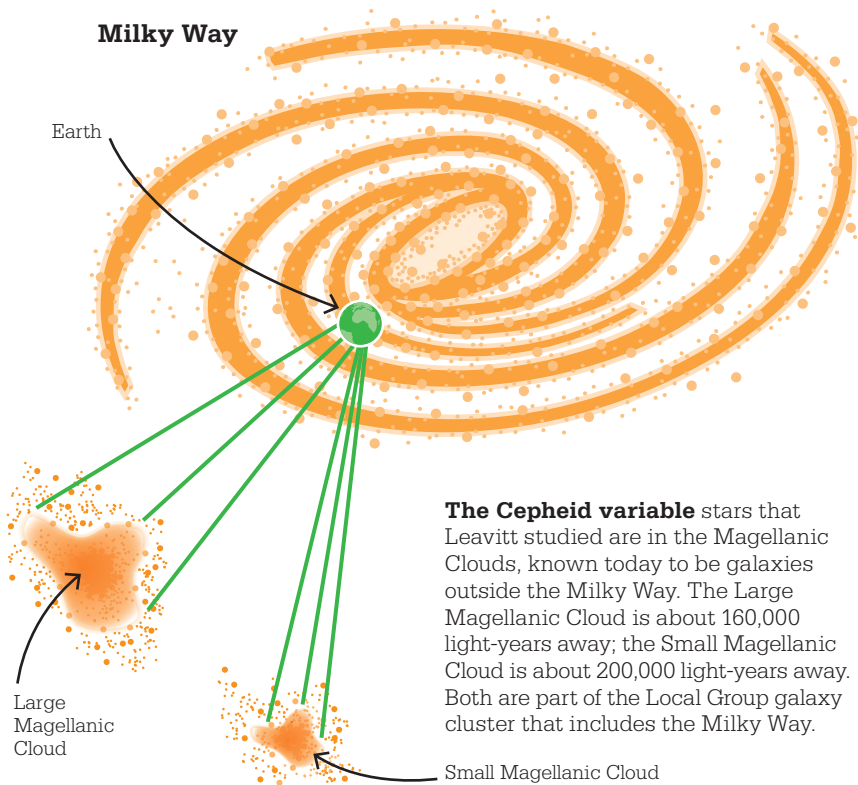 Milky Way
Earth
The Cepheid variable stars that
Leavitt studied are in the Magellanic
Clouds, known today to be galaxies
outside the Milky Way. The Large
Magellanic Cloud is about 160,000
light-years away; the Small Magellanic
Cloud is about 200,000 light-years away.
Both are part of the Local Group galaxy
cluster that includes the Milky Way.
Large
Magellanic
Cloud
Small Magellanic Cloud